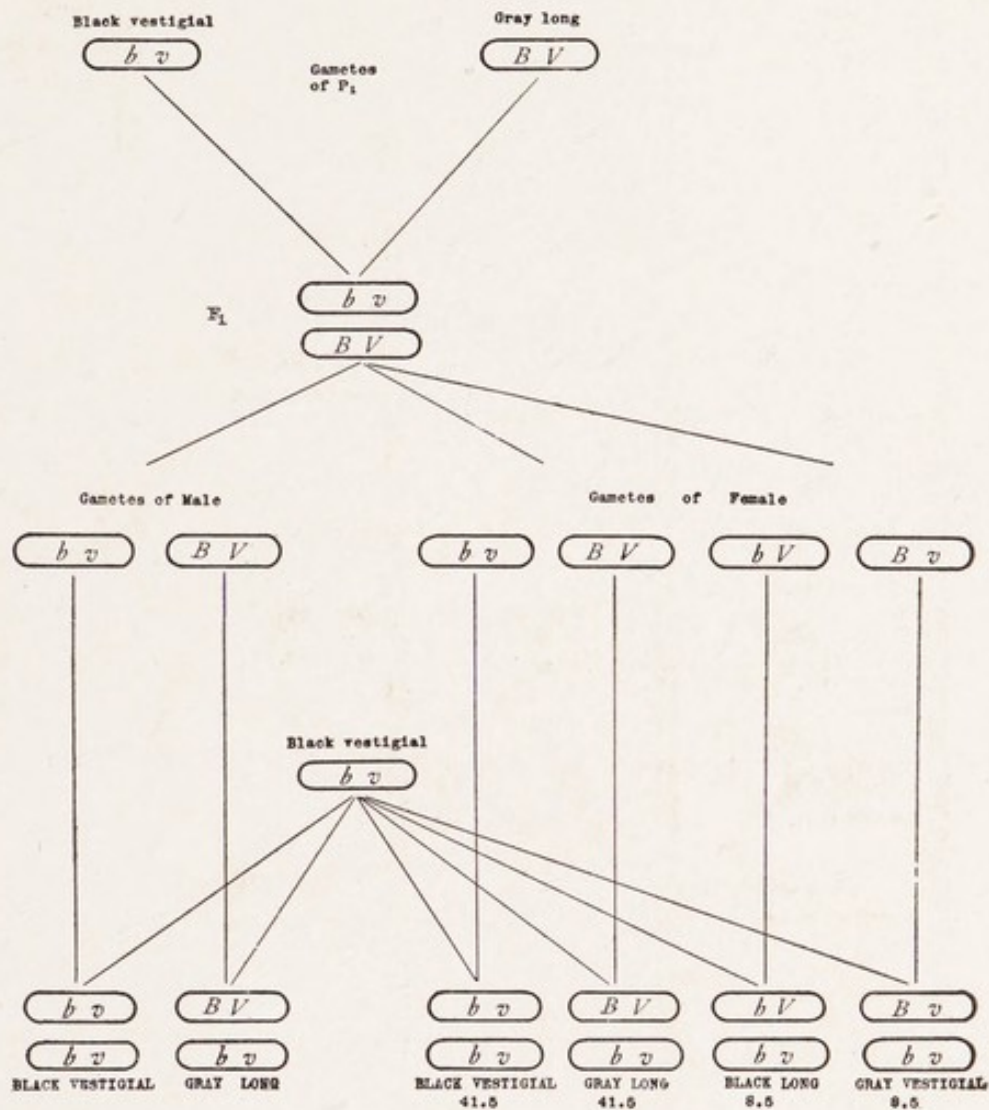 Black vestigial
Gray long
b v
B V
Gametes
of P1
b v
F1
B V
Gametes of Male
Gametes of Female
b v
B V
b v
B V
b V
B v
Black vestigial
b v
b v
B V
b v
B V
b V
B v
b v
b v
b v
b v
b v
b v
BLACK VESTIGIAL
GRAY LONG
BLACK VESTIGIAL
GRAY LONG
BLACK LONG
GRAY VESTIGIAL
41.5
41.5
8.5
8.5